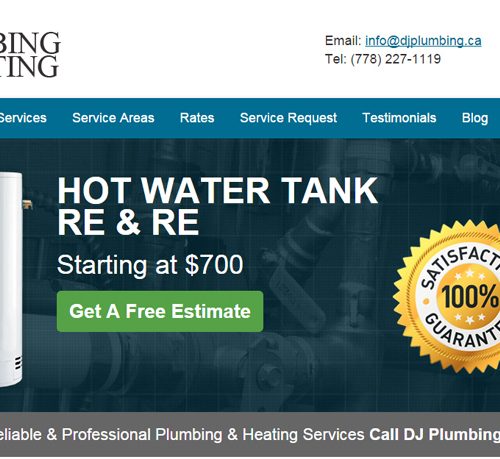 BING
TING
Email: info@djplumbing.ca
Tel: (778) 227-1119
Services Service Areas Rates Service Request Testimonials Blog
HOT WATER TANK
RE & RE
Starting at $700
Get A Free Estimate
SATISFACTI
100%
GUARANTE
eliable & Professional Plumbing & Heating Services Call DJ Plumbing